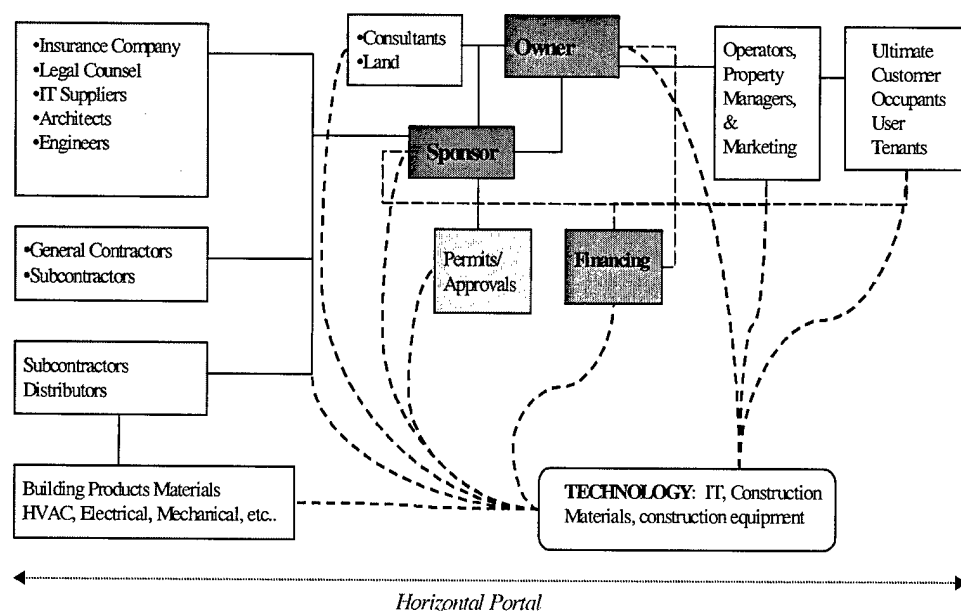 •Insurance Company
•Legal Counsel
•IT Suppliers
•Architects
•Engineers
•Consultants
•Land
Owner
Operators,
Property
Managers,
&
Marketing
Ultimate
Customer
Occupants
User
Tenants
Sponsor
•General Contractors
•Subcontractors
Permits/
Approvals
Financing
Subcontractors
Distributors
Building Products Materials
HVAC, Electrical, Mechanical, etc..
TECHNOLOGY: IT, Construction
Materials, construction equipment
Horizontal Portal